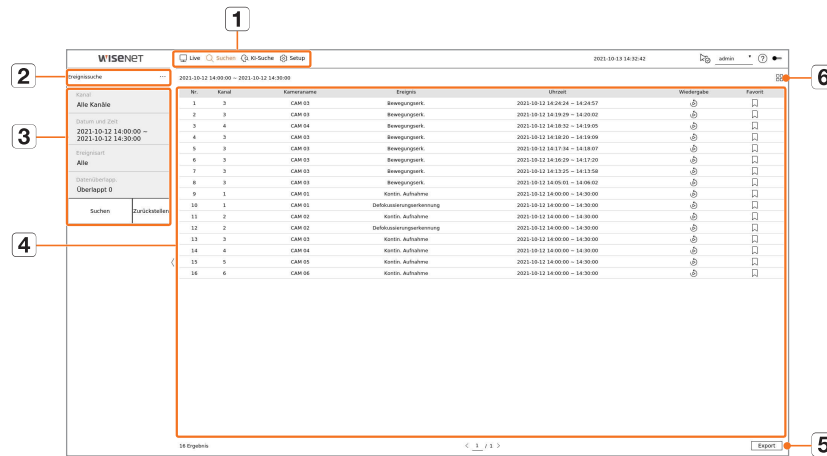 1
WISENET Live Suchen KI-Suche Setup 2021-10-13 14:32:42 admin ?
2 Ereignissuche ... 2021-10-12 14:00:00 ~ 2021-10-12 14:30:00 6
Kanal
Alle Kanäle
Datum und Zeit
2021-10-12 14:00:00 ~
2021-10-12 14:30:00
Ereignisart
Alle
Datenüberlapp.
Überlappt 0
Suchen Zurückstellen
3
4
Nr. Kanal Kameraname Ereignis Uhrzeit Wiedergabe Favorit
1 3 CAM 03 Bewegungserk. 2021-10-12 14:24:24 ~ 14:24:57
2 3 CAM 03 Bewegungserk. 2021-10-12 14:19:29 ~ 14:20:02
3 4 CAM 04 Bewegungserk. 2021-10-12 14:18:32 ~ 14:19:05
4 3 CAM 03 Bewegungserk. 2021-10-12 14:18:20 ~ 14:19:09
5 3 CAM 03 Bewegungserk. 2021-10-12 14:17:34 ~ 14:18:07
6 3 CAM 03 Bewegungserk. 2021-10-12 14:16:29 ~ 14:17:20
7 3 CAM 03 Bewegungserk. 2021-10-12 14:13:25 ~ 14:13:58
8 3 CAM 03 Bewegungserk. 2021-10-12 14:05:01 ~ 14:06:02
9 1 CAM 01 Kontin. Aufnahme 2021-10-12 14:00:00 ~ 14:30:00
10 1 CAM 01 Defokussierungserkennung 2021-10-12 14:00:00 ~ 14:30:00
11 2 CAM 02 Kontin. Aufnahme 2021-10-12 14:00:00 ~ 14:30:00
12 2 CAM 02 Defokussierungserkennung 2021-10-12 14:00:00 ~ 14:30:00
13 3 CAM 03 Kontin. Aufnahme 2021-10-12 14:00:00 ~ 14:30:00
14 4 CAM 04 Kontin. Aufnahme 2021-10-12 14:00:00 ~ 14:30:00
15 5 CAM 05 Kontin. Aufnahme 2021-10-12 14:00:00 ~ 14:30:00
16 6 CAM 06 Kontin. Aufnahme 2021-10-12 14:00:00 ~ 14:30:00
16 Ergebnis < 1 / 1 > Export 5